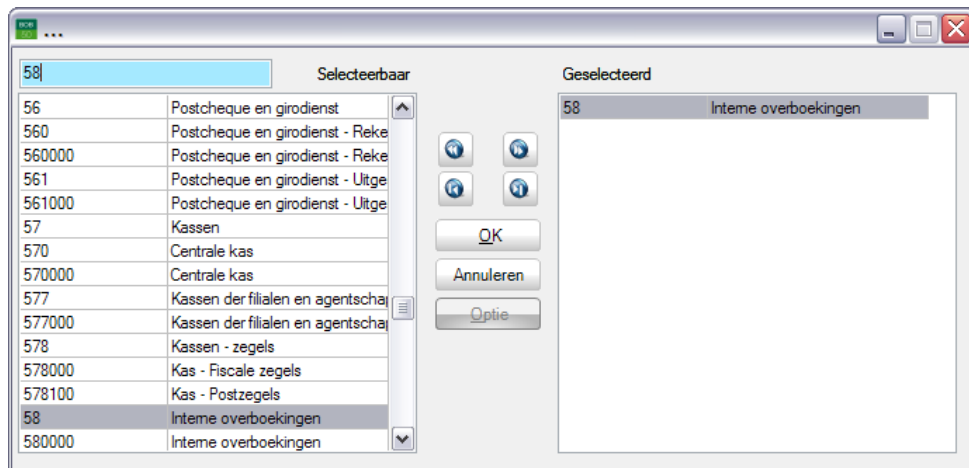 BOB 50 ...
58 Selecteerbaar Geselecteerd
56 Postcheque en girodienst
560 Postcheque en girodienst - Reke
560000 Postcheque en girodienst - Reke
561 Postcheque en girodienst - Uitge
561000 Postcheque en girodienst - Uitge
57 Kassen
570 Centrale kas
570000 Centrale kas
577 Kassen der filialen en agentschap
577000 Kassen der filialen en agentschap
578 Kassen - zegels
578000 Kas - Fiscale zegels
578100 Kas - Postzegels
58 Interne overboekingen
580000 Interne overboekingen
OK
Annuleren
Optie
58 Interne overboekingen